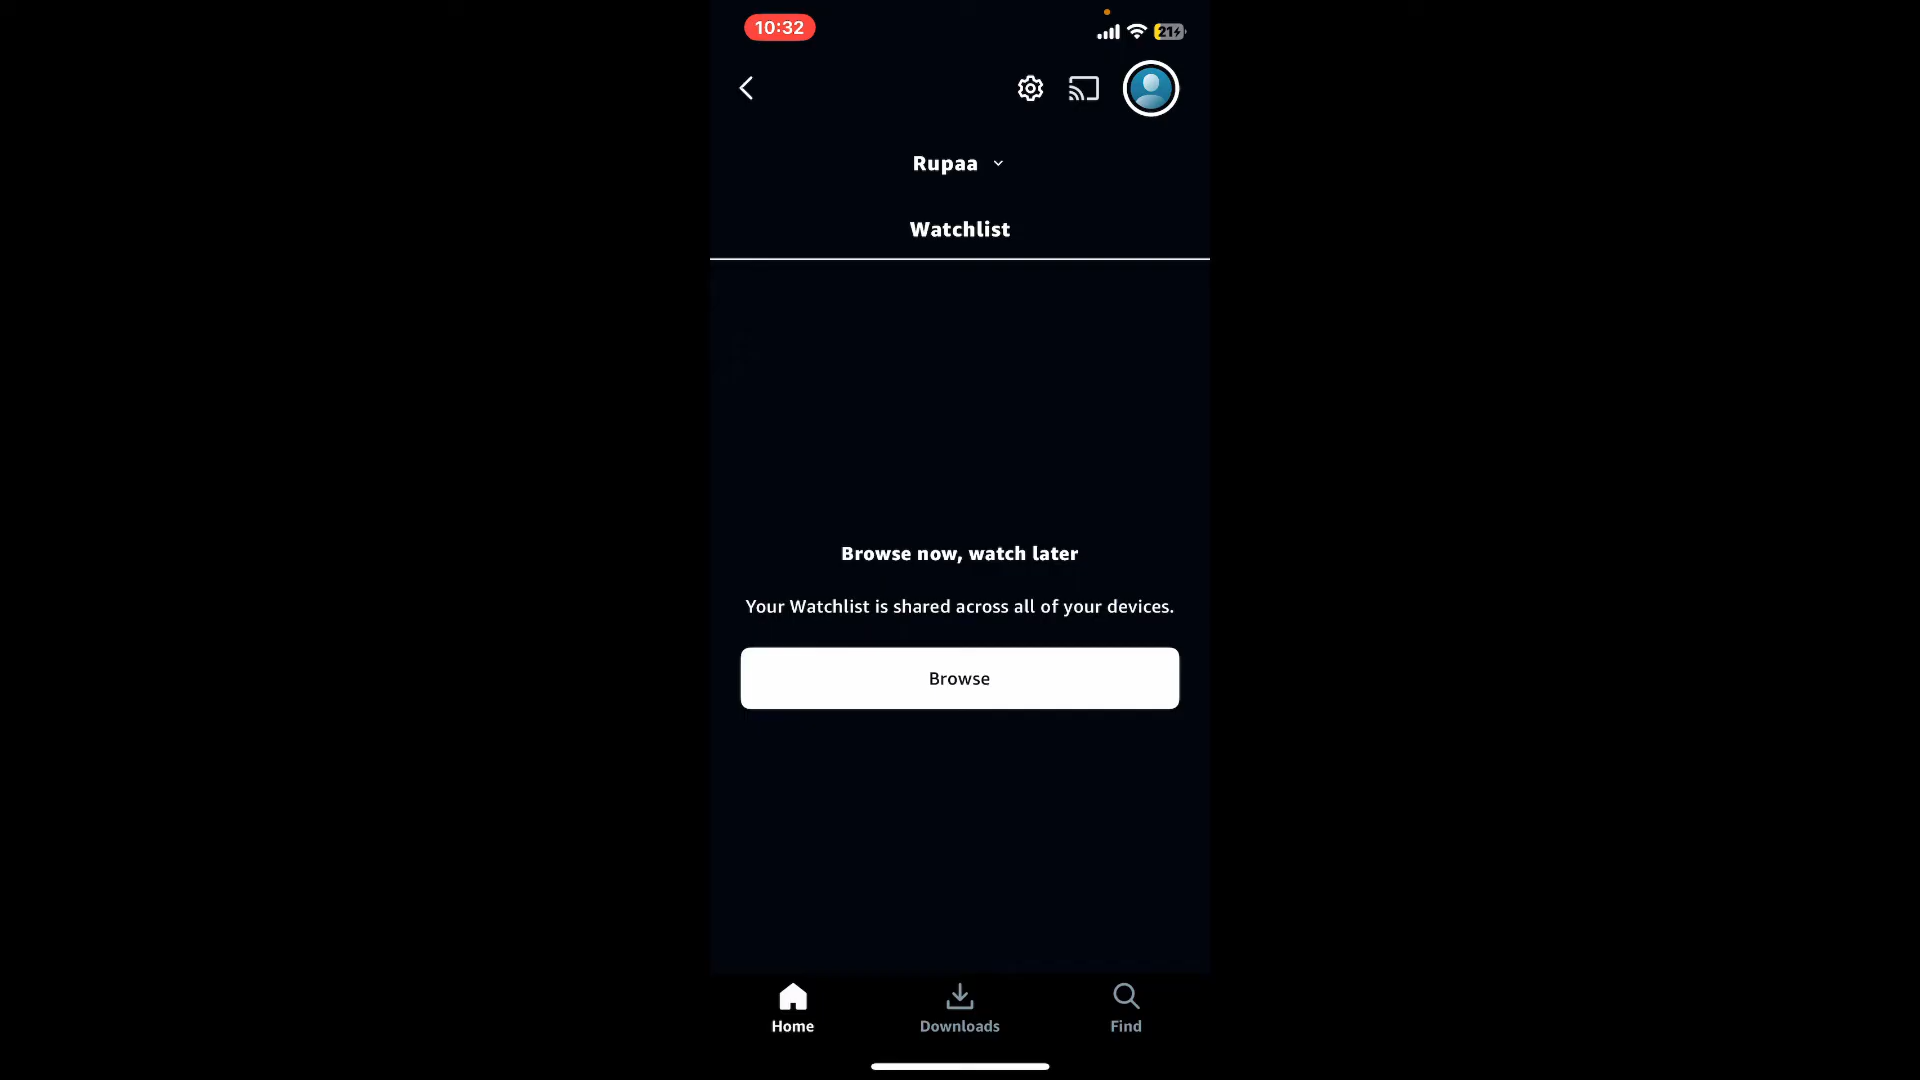 10:32
21
Rupaa
Watchlist
Browse now, watch later
Your Watchlist is shared across all of your devices.
Browse
Home
Downloads
Find